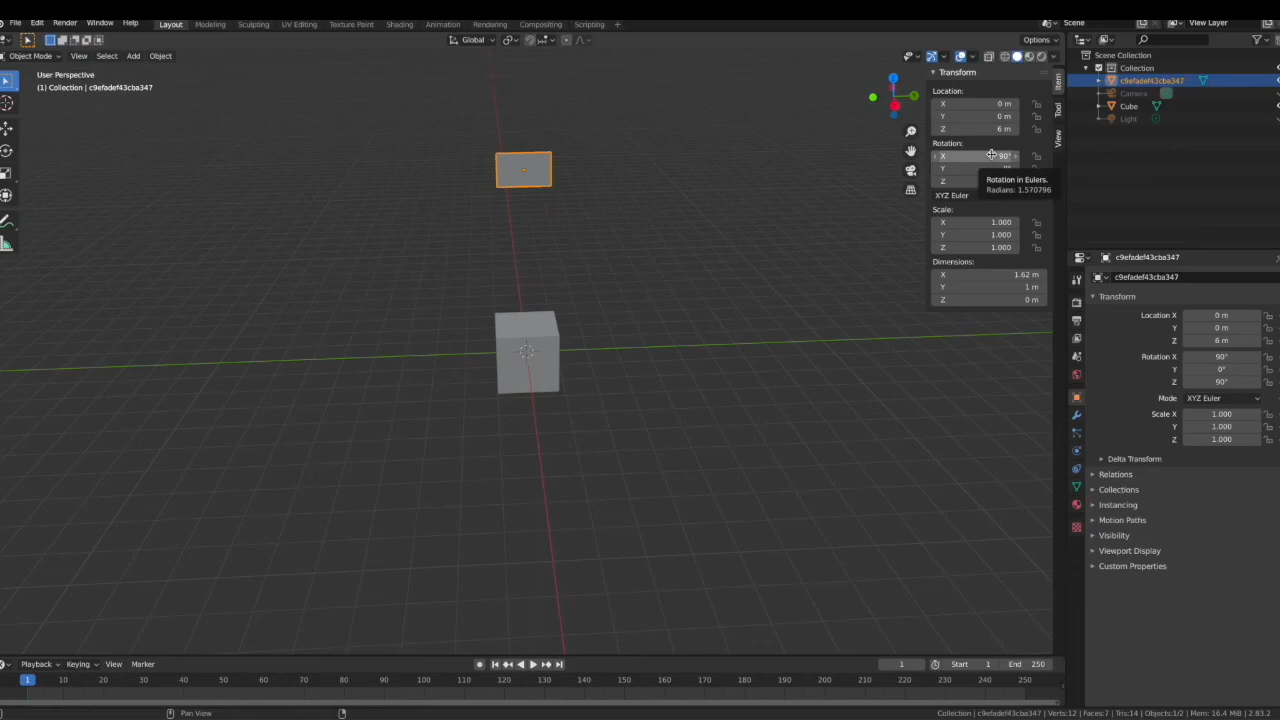 File Edit Render Window Help Layout Modeling Sculpting UV Editing Texture Paint Shading Animation Rendering Compositing Scripting + Scene View Layer
Global Options
Object Mode View Select Add Object
User Perspective
(1) Collection | c9efadef43cba347
Transform
Location:
X 0 m
Y 0 m
Z 6 m
Rotation:
X 90°
Y
Z
Rotation in Eulers.
Radians: 1.570796
XYZ Euler
Scale:
X 1.000
Y 1.000
Z 1.000
Dimensions:
X 1.62 m
Y 1 m
Z 0 m
Item
Tool
View
Z
Y
Scene Collection
Collection
c9efadef43cba347
Camera
Cube
Light
c9efadef43cba347
c9efadef43cba347
Transform
Location X 0 m
Y 0 m
Z 6 m
Rotation X 90°
Y 0°
Z 90°
Mode XYZ Euler
Scale X 1.000
Y 1.000
Z 1.000
Delta Transform
Relations
Collections
Instancing
Motion Paths
Visibility
Viewport Display
Custom Properties
Playback Keying View Marker 1 Start 1 End 250
1 10 20 30 40 50 60 70 80 90 100 110 120 130 140 150 160 170 180 190 200 210 220 230 240 250
Pan View Collection | c9efadef43cba347 | Verts:12 | Faces:7 | Tris:14 | Objects:1/2 | Mem: 16.4 MiB | 2.83.2